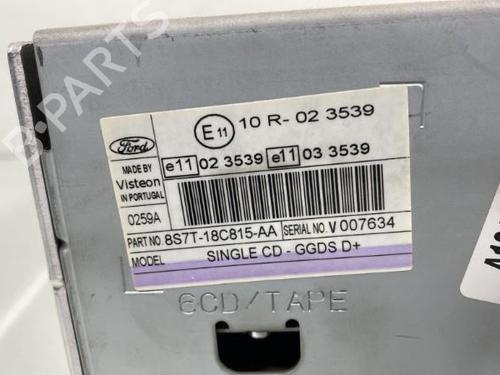 E11 10 R- 02 3539
Ford
e11 02 3539 e11 03 3539
MADE BY
Visteon
IN PORTUGAL
0259A
PART NO. 8S7T-18C815-AA SERIAL NO. V 007634
MODEL SINGLE CD - GGDS D+
6CD/TAPE